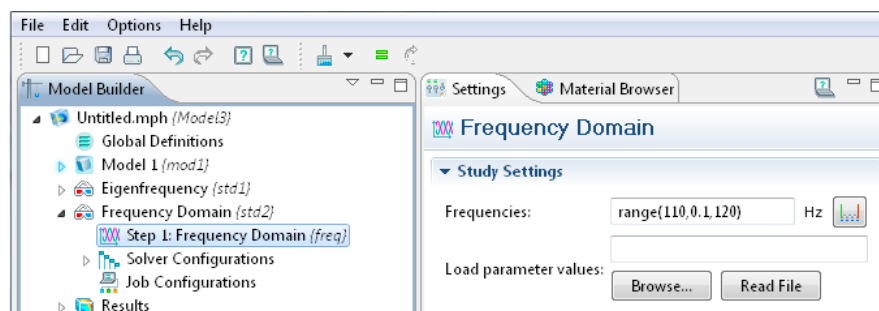 File Edit Options Help
Model Builder
Untitled.mph {Model3}
Global Definitions
Model 1 {mod1}
Eigenfrequency {std1}
Frequency Domain {std2}
Step 1: Frequency Domain {freq}
Solver Configurations
Job Configurations
Results
Settings Material Browser
Frequency Domain
Study Settings
Frequencies: range(110,0.1,120) Hz
Load parameter values:
Browse... Read File